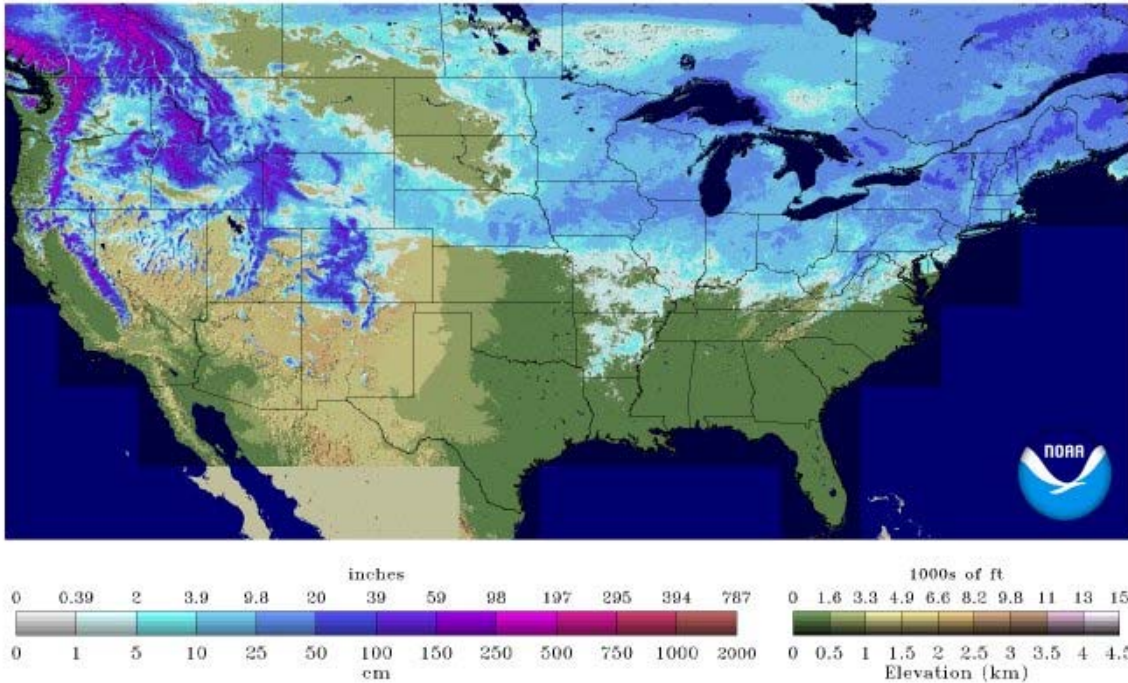 NOAA
inches
0 0.39 2 3.9 9.8 20 39 59 98 197 295 394 787
0 1 5 10 25 50 100 150 250 500 750 1000 2000
cm
1000s of ft
0 1.6 3.3 4.9 6.6 8.2 9.8 11 13 15
0 0.5 1 1.5 2 2.5 3 3.5 4 4.5
Elevation (km)